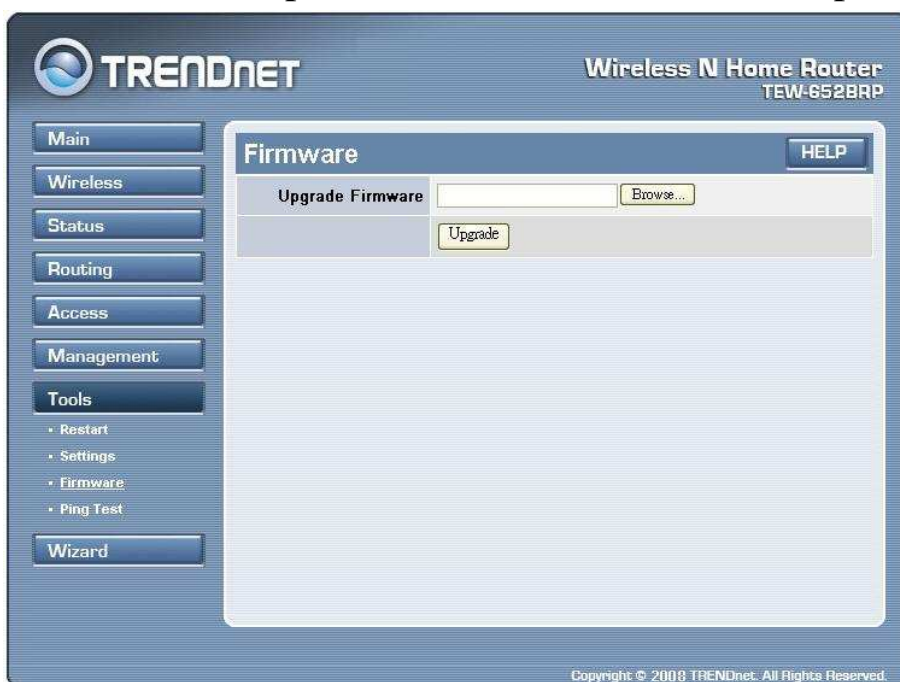 TRENDNET
Wireless N Home Router
TEW-652BRP
Main
Wireless
Status
Routing
Access
Management
Tools
Restart
Settings
Firmware
Ping Test
Wizard
Firmware
HELP
Upgrade Firmware
Browse...
Upgrade
Copyright © 2008 TRENDnet. All Rights Reserved.